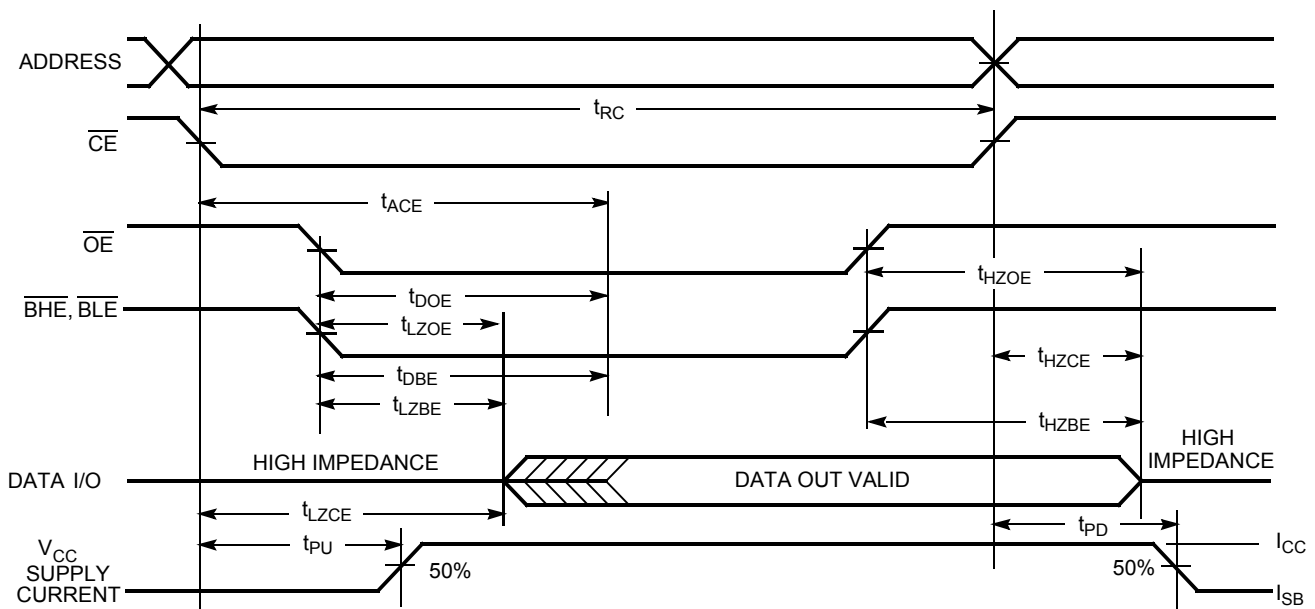 ADDRESS
tRC
CE
tACE
OE
tHZOE
tDOE
BHE, BLE
tLZOE
tHZCE
tDBE
tLZBE
tHZBE
HIGH IMPEDANCE
HIGH
IMPEDANCE
DATA I/O
DATA OUT VALID
tLZCE
tPD
tPU
VCC
SUPPLY
CURRENT
50%
50%
ICC
ISB